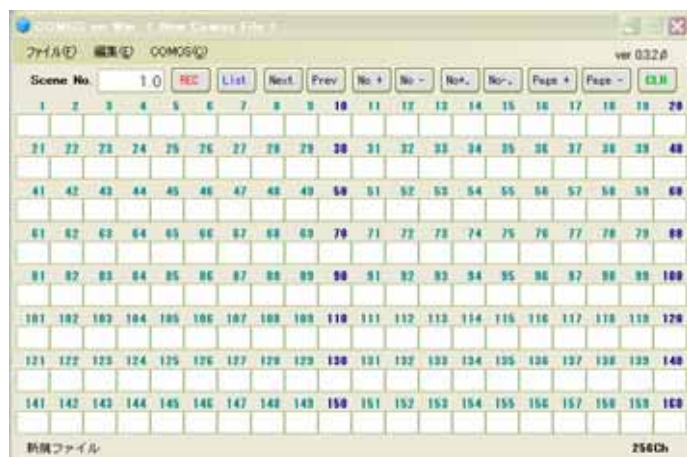 COMOS on Win [ New Comos File ]
ファイル(F) 編集(E) COMOS(C) ver 0.3.2β
Scene No. 1.0 REC List Next Prev No + No - No+. No-. Page + Page - CLR
1 2 3 4 5 6 7 8 9 10 11 12 13 14 15 16 17 18 19 20
21 22 23 24 25 26 27 28 29 30 31 32 33 34 35 36 37 38 39 40
41 42 43 44 45 46 47 48 49 50 51 52 53 54 55 56 57 58 59 60
61 62 63 64 65 66 67 68 69 70 71 72 73 74 75 76 77 78 79 80
81 82 83 84 85 86 87 88 89 90 91 92 93 94 95 96 97 98 99 100
101 102 103 104 105 106 107 108 109 110 111 112 113 114 115 116 117 118 119 120
121 122 123 124 125 126 127 128 129 130 131 132 133 134 135 136 137 138 139 140
141 142 143 144 145 146 147 148 149 150 151 152 153 154 155 156 157 158 159 160
新規ファイル 256Ch